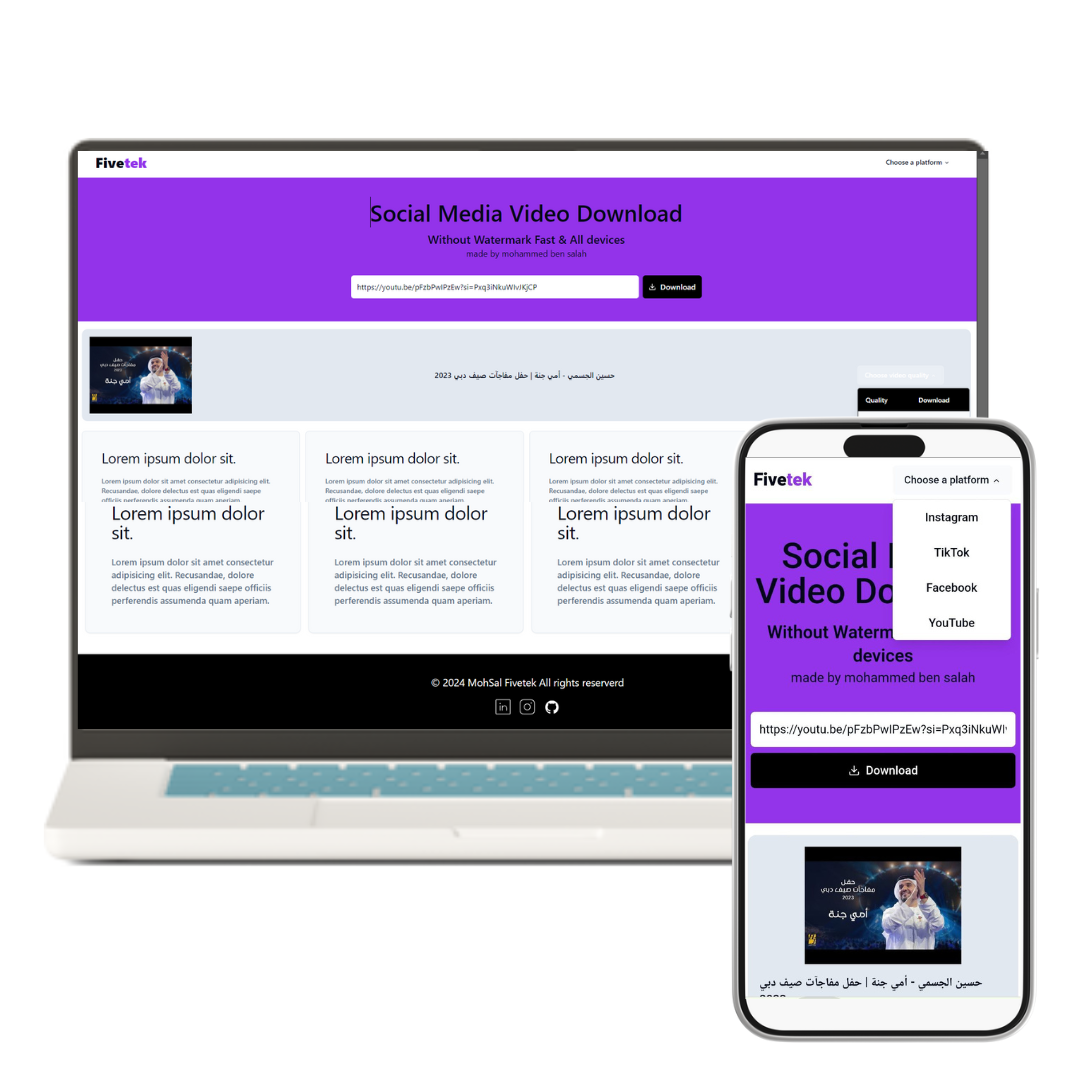 Fivetek
Choose a platform
Social Media Video Download
Without Watermark Fast & All devices
made by mohammed ben salah
https://youtu.be/pFzbPwIPzEw?si=Pxq3iNkuWIvJKjCP
Download
حفل
مفاجآت صيف دبي
2023
أمي جنة
حسين الجسمي - أمي جنة | حفل مفاجآت صيف دبي 2023
Choose video quality
Quality Download
Lorem ipsum dolor sit.
Lorem ipsum dolor sit amet consectetur adipisicing elit.
Recusandae, dolore delectus est quas eligendi saepe
officiis perferendis assumenda quam aperiam.
Lorem ipsum dolor
sit.
Lorem ipsum dolor sit amet consectetur
adipisicing elit. Recusandae, dolore
delectus est quas eligendi saepe officiis
perferendis assumenda quam aperiam.
Lorem ipsum dolor sit.
Lorem ipsum dolor sit amet consectetur adipisicing elit.
Recusandae, dolore delectus est quas eligendi saepe
officiis perferendis assumenda quam aperiam.
Lorem ipsum dolor
sit.
Lorem ipsum dolor sit amet consectetur
adipisicing elit. Recusandae, dolore
delectus est quas eligendi saepe officiis
perferendis assumenda quam aperiam.
Lorem ipsum dolor sit.
Lorem ipsum dolor sit amet consectetur adipisicing elit.
Recusandae, dolore delectus est quas eligendi saepe
officiis perferendis assumenda quam aperiam.
Lorem ipsum dolor
sit.
Lorem ipsum dolor sit amet consectetur
adipisicing elit. Recusandae, dolore
delectus est quas eligendi saepe officiis
perferendis assumenda quam aperiam.
© 2024 MohSal Fivetek All rights reserverd
in
Fivetek
Choose a platform
Instagram
TikTok
Facebook
YouTube
Social
Video Do
Without Waterm
devices
made by mohammed ben salah
https://youtu.be/pFzbPwIPzEw?si=Pxq3iNkuWI
Download
حفل
مفاجآت صيف دبي
2023
أمي جنة
حسين الجسمي - أمي جنة | حفل مفاجآت صيف دبي